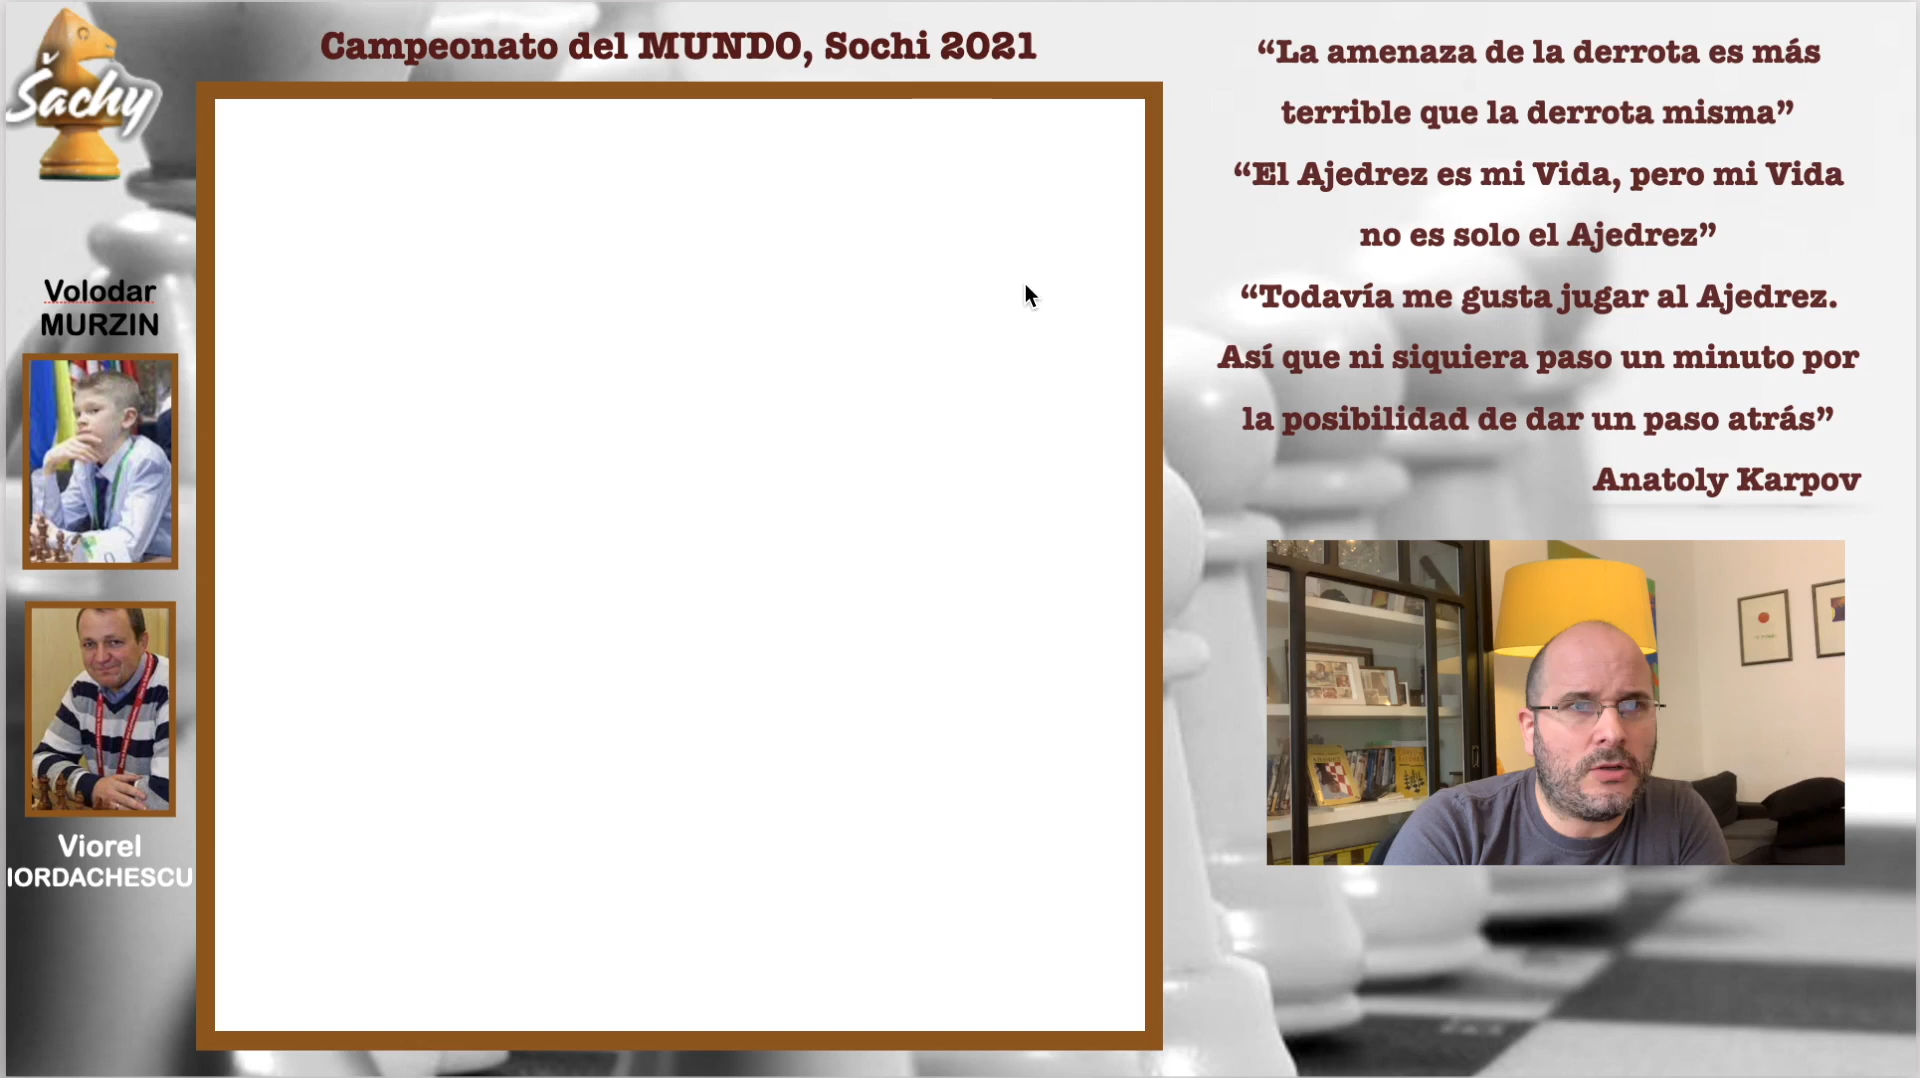 Campeonato del MUNDO, Sochi 2021
Šachy
Volodar
MURZIN
Viorel
IORDACHESCU
“La amenaza de la derrota es más
terrible que la derrota misma”
“El Ajedrez es mi Vida, pero mi Vida
no es solo el Ajedrez”
“Todavía me gusta jugar al Ajedrez.
Así que ni siquiera paso un minuto por
la posibilidad de dar un paso atrás”
Anatoly Karpov